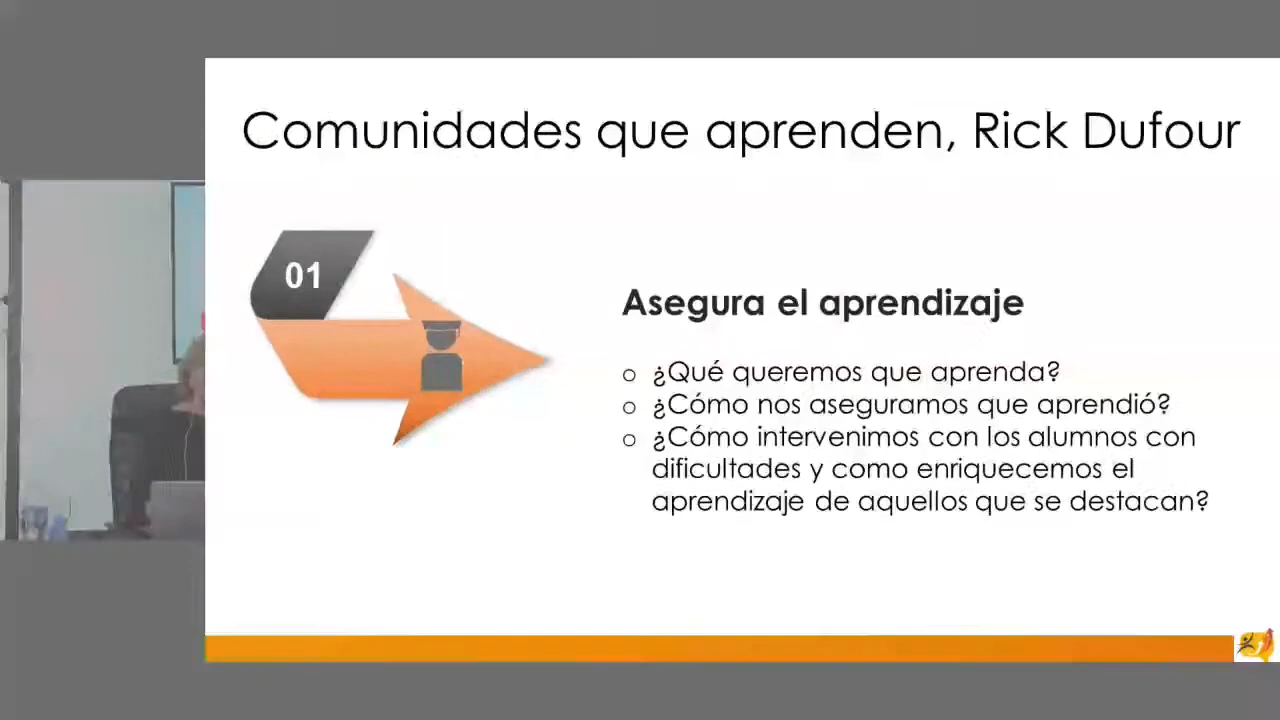 Comunidades que aprenden, Rick Dufour
01
Asegura el aprendizaje
o ¿Qué queremos que aprenda?
o ¿Cómo nos aseguramos que aprendió?
o ¿Cómo intervenimos con los alumnos con
dificultades y como enriquecemos el
aprendizaje de aquellos que se destacan?